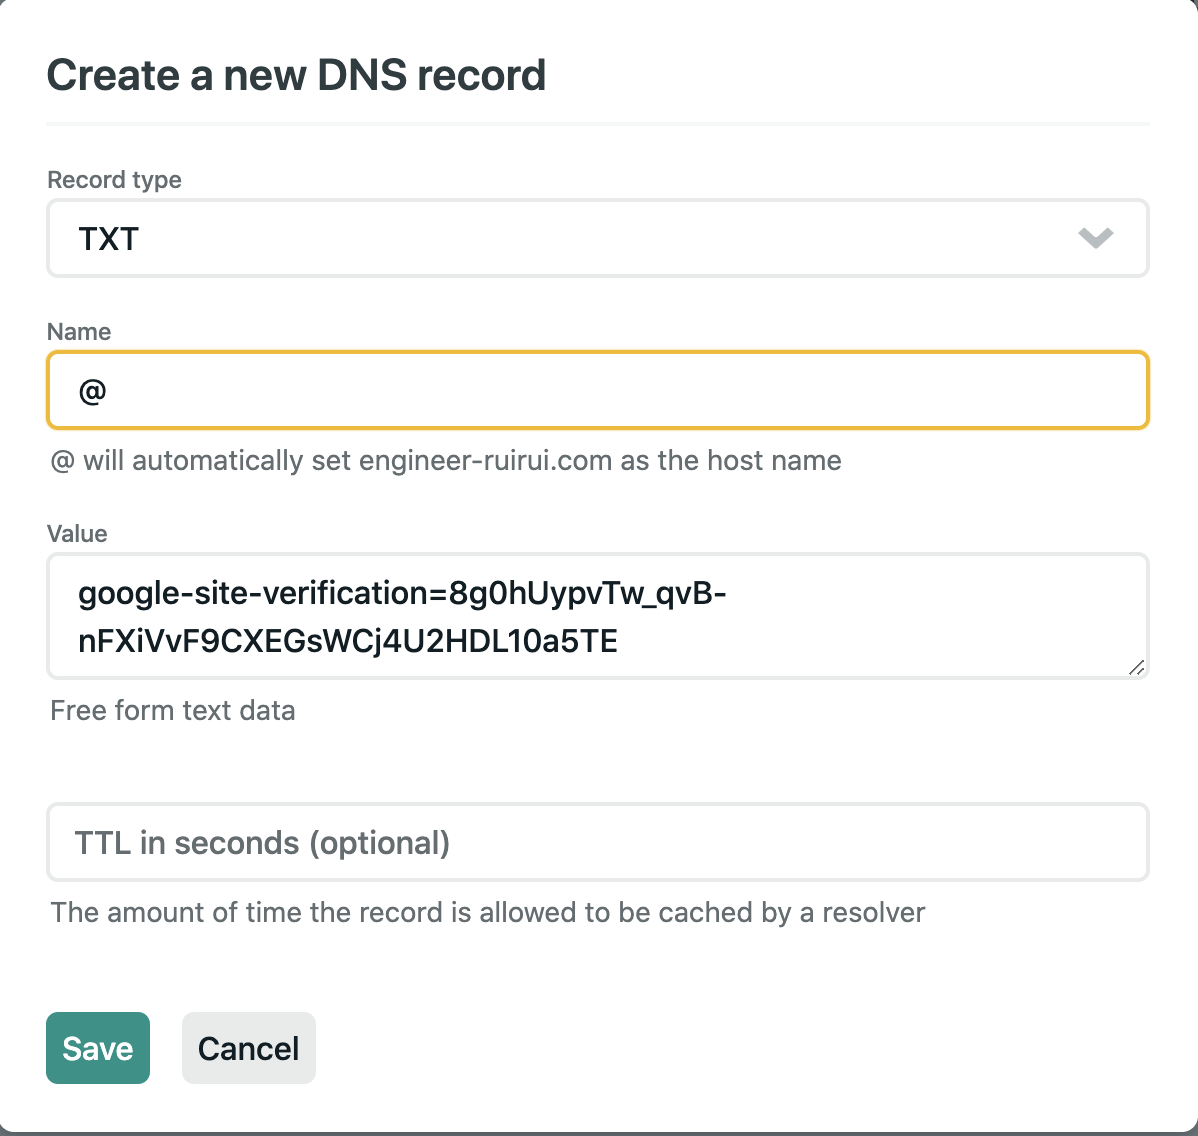 Create a new DNS record
Record type
TXT
Name
@
@ will automatically set engineer-ruirui.com as the host name
Value
google-site-verification=8g0hUypvTw_qvB-
nFXiVvF9CXEGsWCj4U2HDL10a5TE
Free form text data
TTL in seconds (optional)
The amount of time the record is allowed to be cached by a resolver
Save
Cancel